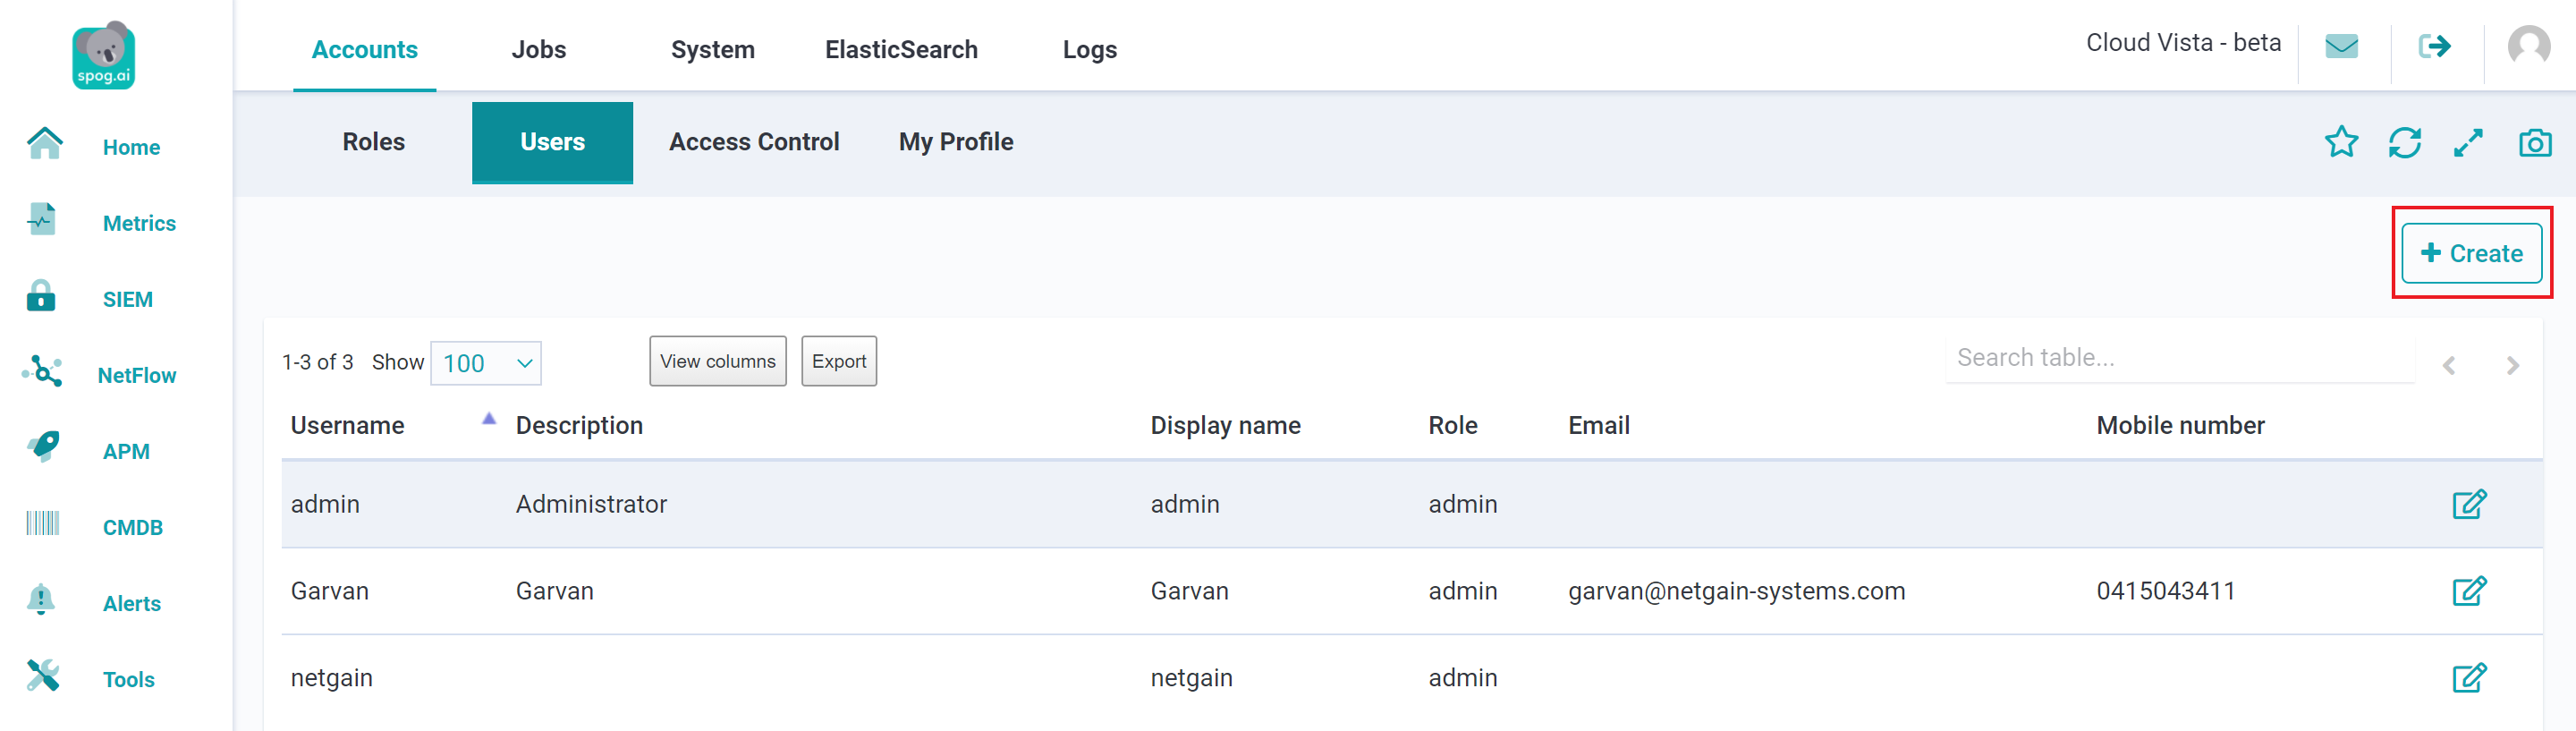 spog.ai
Accounts Jobs System ElasticSearch Logs Cloud Vista - beta
Home
Metrics
SIEM
NetFlow
APM
CMDB
Alerts
Tools
Roles Users Access Control My Profile
+ Create
1-3 of 3 Show 100 View columns Export Search table...
Username Description Display name Role Email Mobile number
admin Administrator admin admin
Garvan Garvan Garvan admin garvan@netgain-systems.com 0415043411
netgain netgain admin